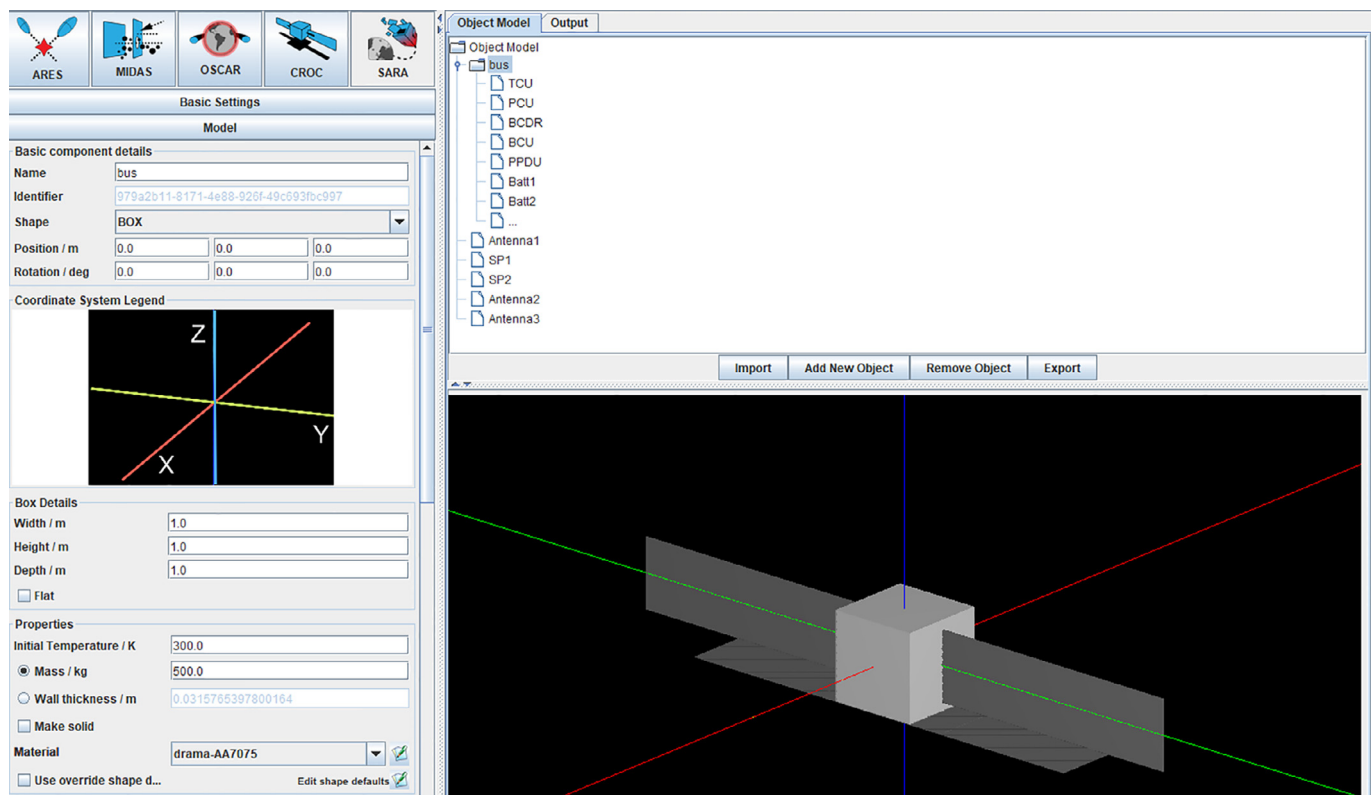 ARES MIDAS OSCAR CROC SARA
Basic Settings
Model
Basic component details
Name bus
Identifier 979a2b11-8171-4e88-926f-49c693fbc997
Shape BOX
Position / m 0.0 0.0 0.0
Rotation / deg 0.0 0.0 0.0
Coordinate System Legend
Z
Y
X
Box Details
Width / m 1.0
Height / m 1.0
Depth / m 1.0
Flat
Properties
Initial Temperature / K 300.0
Mass / kg 500.0
Wall thickness / m 0.0315765397800164
Make solid
Material drama-AA7075
Use override shape d... Edit shape defaults
Object Model Output
Object Model
bus
TCU
PCU
BCDR
BCU
PPDU
Batt1
Batt2
...
Antenna1
SP1
SP2
Antenna2
Antenna3
Import Add New Object Remove Object Export